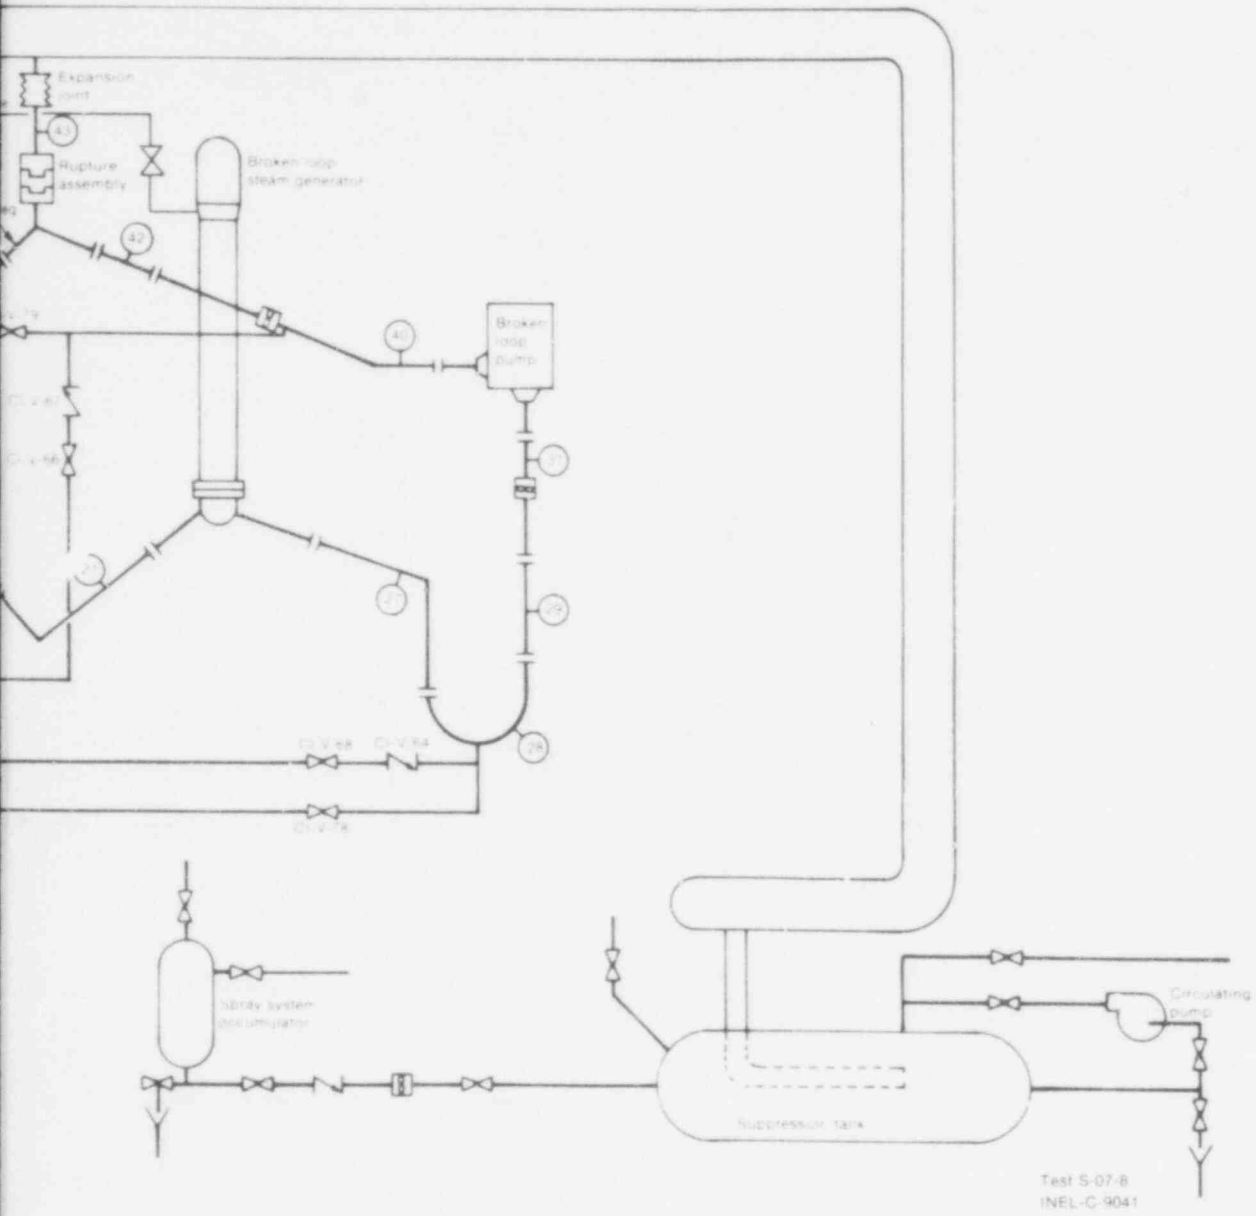 Expansion
joint
43
Rupture
assembly
Broken loop
steam generator
42
40
Broken
loop
pump
37
27
29
28
CI-V-68 CI-V-64
CI-V-78
Spray system
accumulator
Circulating
pump
Suppression tank
Test S-07-8
INEL-C-9041